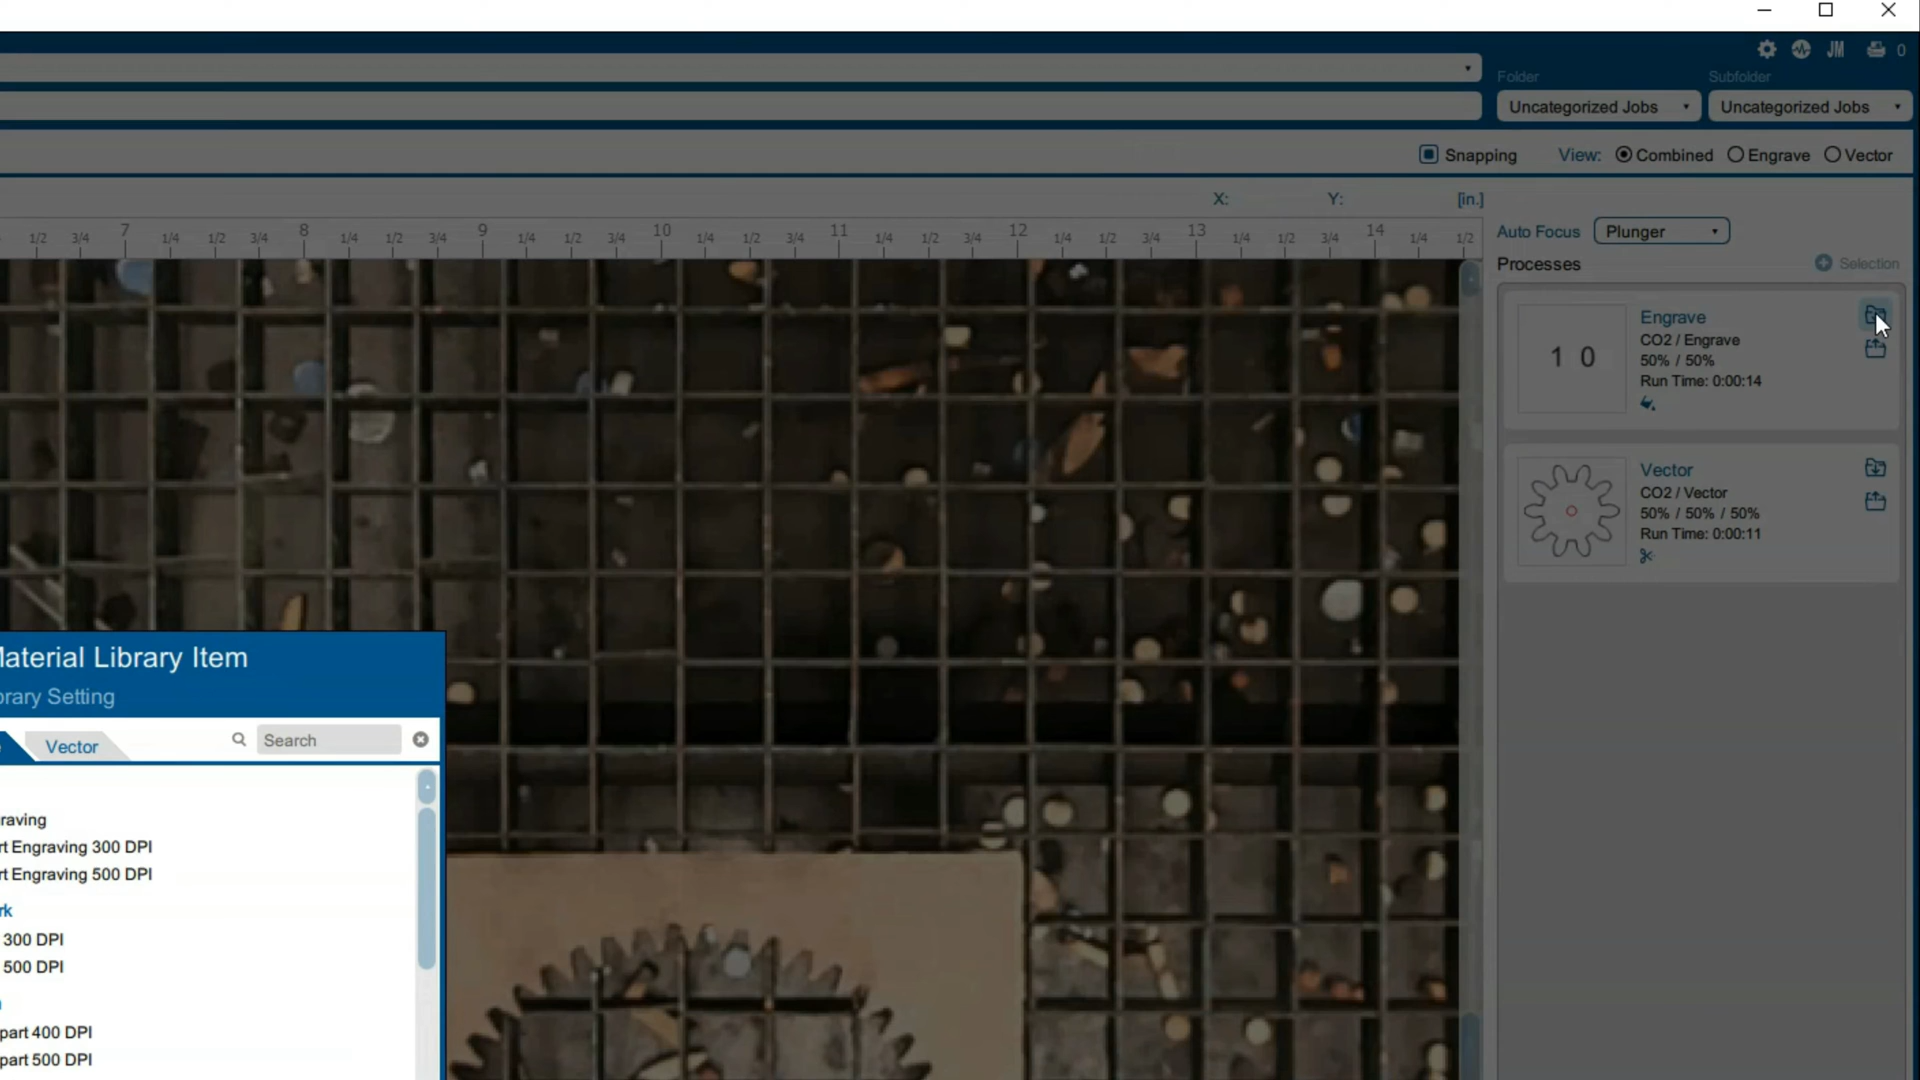 JM 0
Folder Subfolder
Uncategorized Jobs Uncategorized Jobs
Snapping View: Combined Engrave Vector
X: Y: [in.]
7 8 9 10 11 12 13 14
1/2 3/4 1/4 1/2 3/4 1/4 1/2 3/4 1/4 1/2 3/4 1/4 1/2 3/4 1/4 1/2 3/4 1/4 1/2 3/4 1/4 1/2 3/4 1/4 1/2
Auto Focus Plunger
Processes Selection
1 0
Engrave
CO2 / Engrave
50% / 50%
Run Time: 0:00:14
Vector
CO2 / Vector
50% / 50% / 50%
Run Time: 0:00:11
Material Library Item
brary Setting
Vector Search
raving
rt Engraving 300 DPI
rt Engraving 500 DPI
rk
300 DPI
500 DPI
part 400 DPI
part 500 DPI